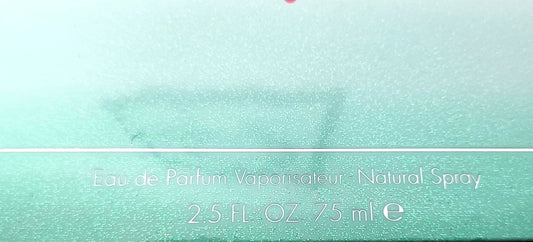 Eau de Parfum Vaporisateur · Natural Spray
2.5 FL. OZ. 75 ml ℮